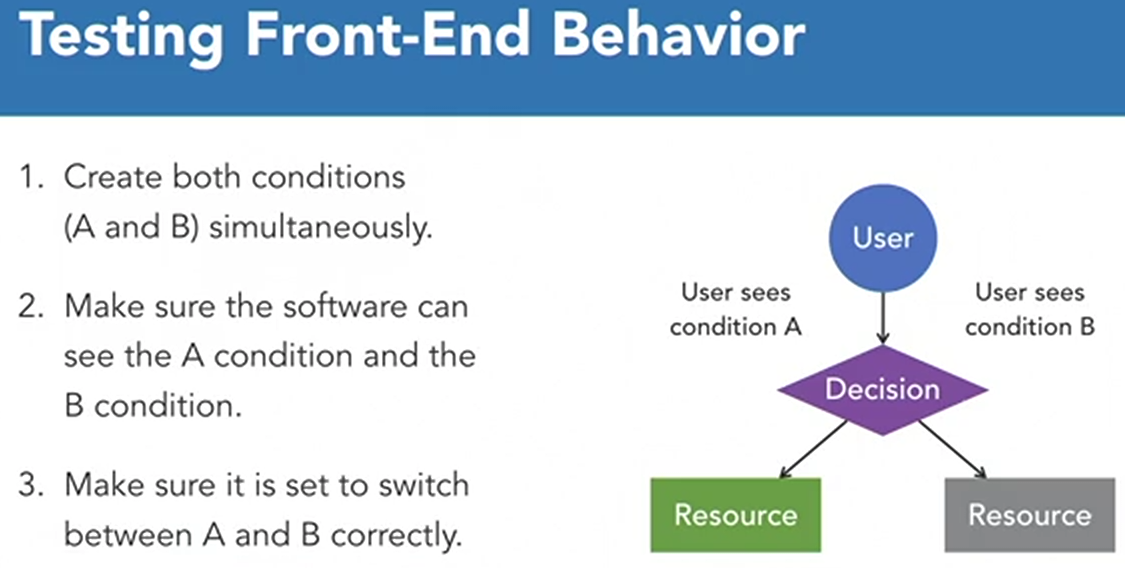 Testing Front-End Behavior
1. Create both conditions
(A and B) simultaneously.
2. Make sure the software can
see the A condition and the
B condition.
3. Make sure it is set to switch
between A and B correctly.
User
User sees
condition A
User sees
condition B
Decision
Resource
Resource